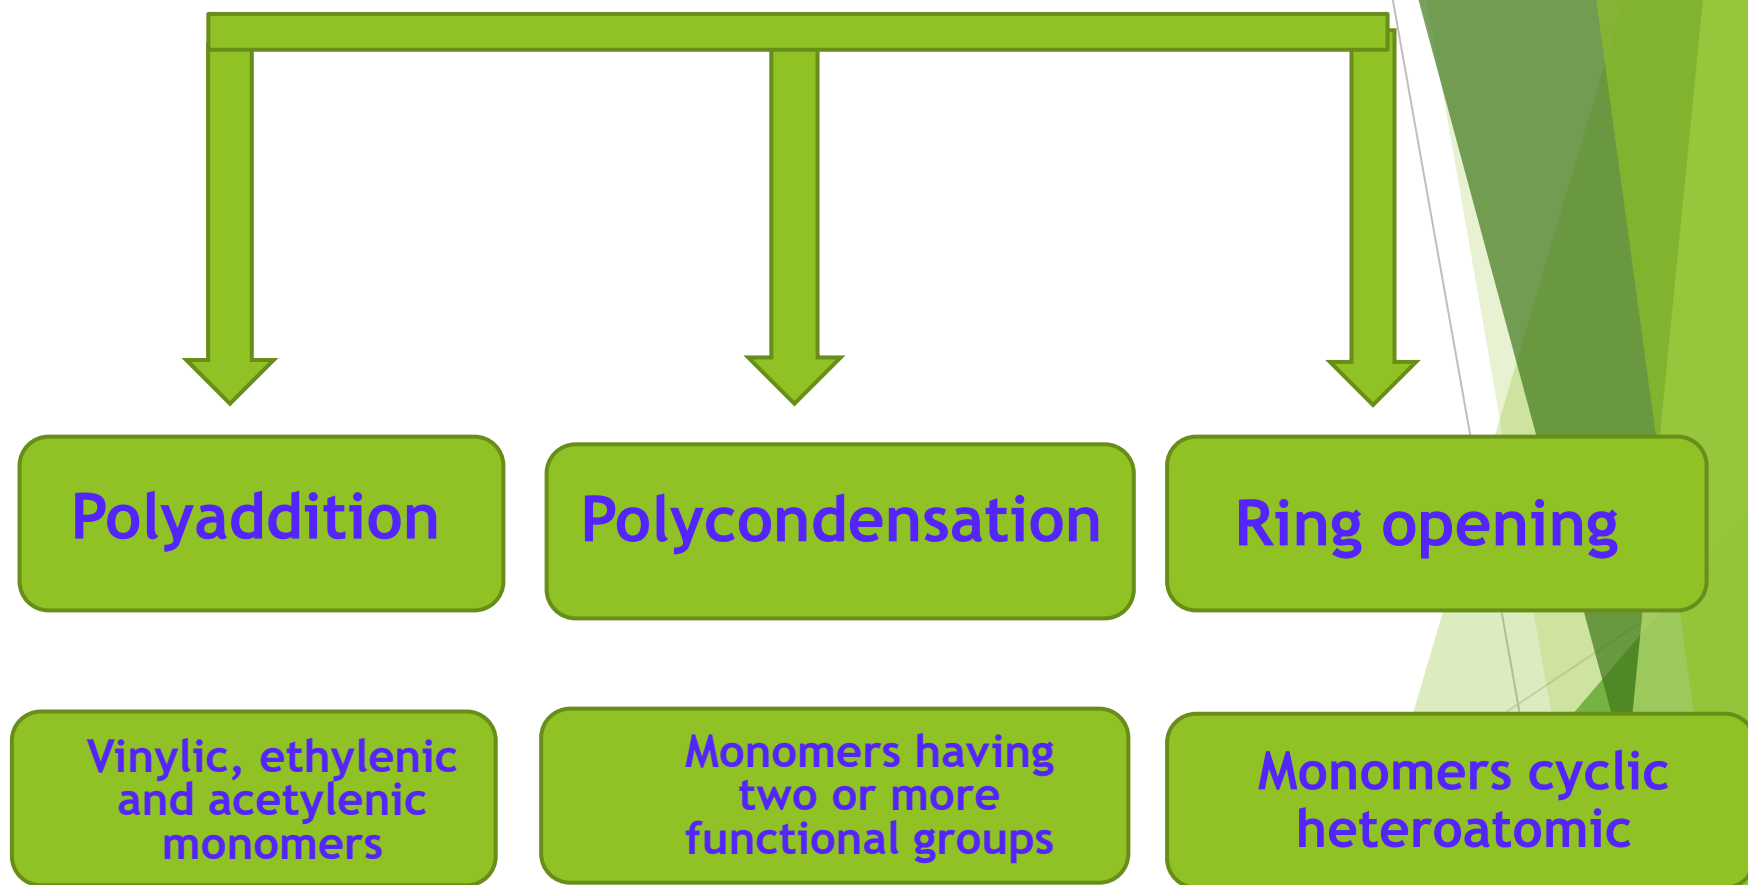 Polyaddition
Polycondensation
Ring opening
Vinylic, ethylenic
and acetylenic
monomers
Monomers having
two or more
functional groups
Monomers cyclic
heteroatomic